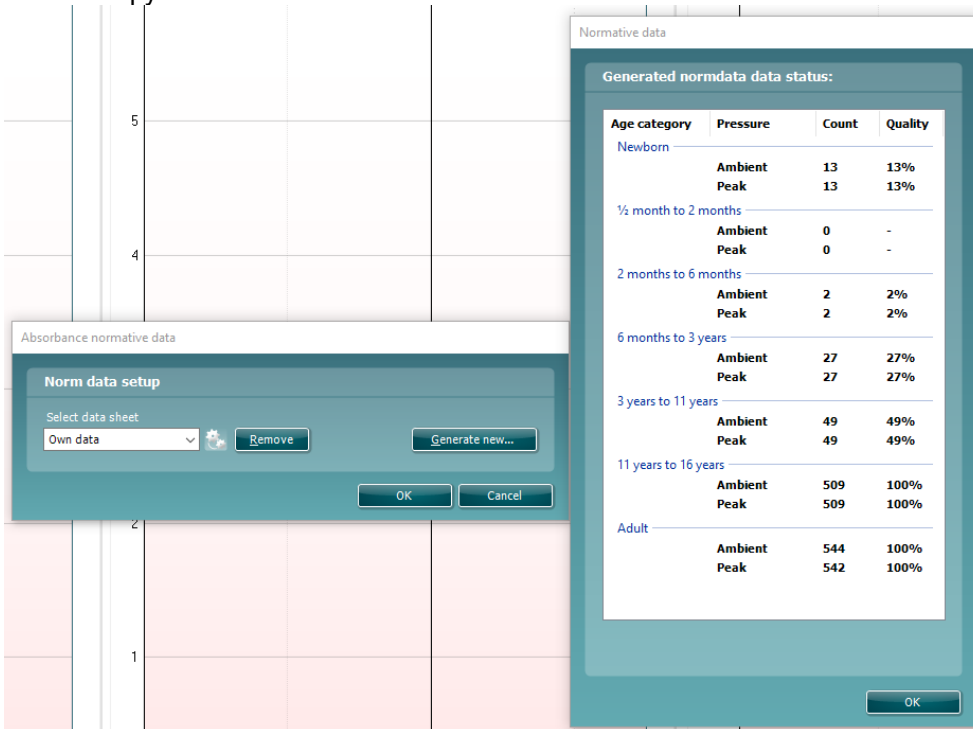 py
Normative data
Generated normdata data status:
Age category Pressure Count Quality
Newborn
Ambient 13 13%
Peak 13 13%
½ month to 2 months
Ambient 0 -
Peak 0 -
2 months to 6 months
Ambient 2 2%
Peak 2 2%
6 months to 3 years
Ambient 27 27%
Peak 27 27%
3 years to 11 years
Ambient 49 49%
Peak 49 49%
11 years to 16 years
Ambient 509 100%
Peak 509 100%
Adult
Ambient 544 100%
Peak 542 100%
OK
5
4
Absorbance normative data
Norm data setup
Select data sheet
Own data Remove Generate new...
OK Cancel
2
1